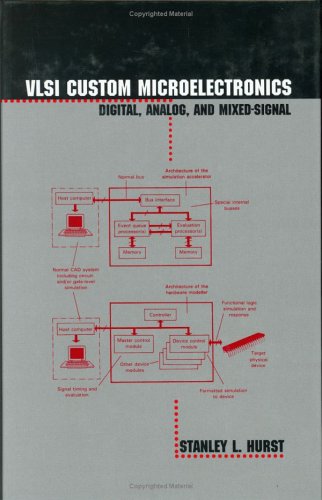 VLSI CUSTOM MICROELECTRONICS
DIGITAL, ANALOG, AND MIXED-SIGNAL
Normal bus
Architecture of the
simulation accelerator
Host computer
Bus interface
Special internal
busses
Event queue
processor(s)
Evaluation
processor(s)
Memory
Memory
Normal CAD system
including circuit
and/or gate-level
simulation
Architecture of the
hardware modeller
Functional logic
simulation and
response
Controller
Host computer
Master control
module
Device control
module
Other device
modules
Target
physical
device
Signal timing and
evaluation
Formatted simulation
to device
STANLEY L. HURST
Copyrighted Material